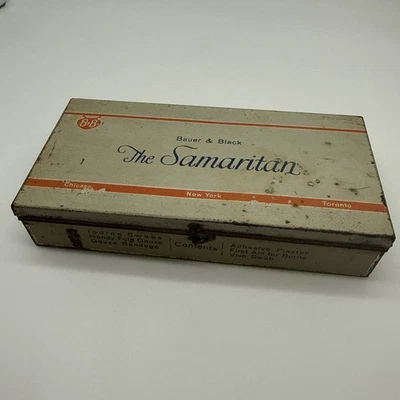 B&B
Bauer & Black
The Samaritan
Chicago New York Toronto
Iodine Swabs
Handy Fold Gauze
Gauze Bandage
Contents
Adhesive Plaster
First Aid for Burns